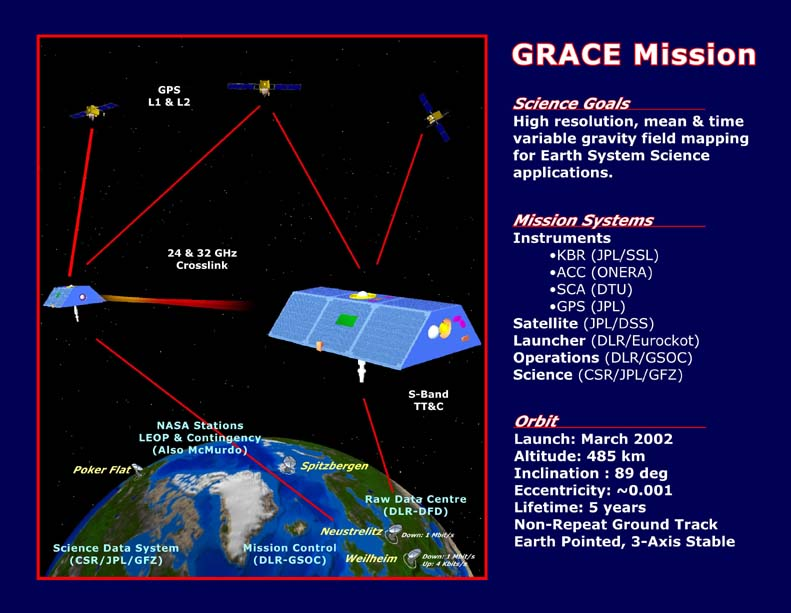 GRACE Mission
GPS
L1 & L2
24 & 32 GHz
Crosslink
S-Band
TT&C
NASA Stations
LEOP & Contingency
(Also McMurdo)
Poker Flat
Spitzbergen
Raw Data Centre
(DLR-DFD)
Neustrelitz
Down: 1 Mbit/s
Weilheim
Down: 1 Mbit/s
Up: 4 Kbits/s
Science Data System
(CSR/JPL/GFZ)
Mission Control
(DLR-GSOC)
Science Goals
High resolution, mean & time
variable gravity field mapping
for Earth System Science
applications.
Mission Systems
Instruments
•KBR (JPL/SSL)
•ACC (ONERA)
•SCA (DTU)
•GPS (JPL)
Satellite (JPL/DSS)
Launcher (DLR/Eurockot)
Operations (DLR/GSOC)
Science (CSR/JPL/GFZ)
Orbit
Launch: March 2002
Altitude: 485 km
Inclination : 89 deg
Eccentricity: ~0.001
Lifetime: 5 years
Non-Repeat Ground Track
Earth Pointed, 3-Axis Stable